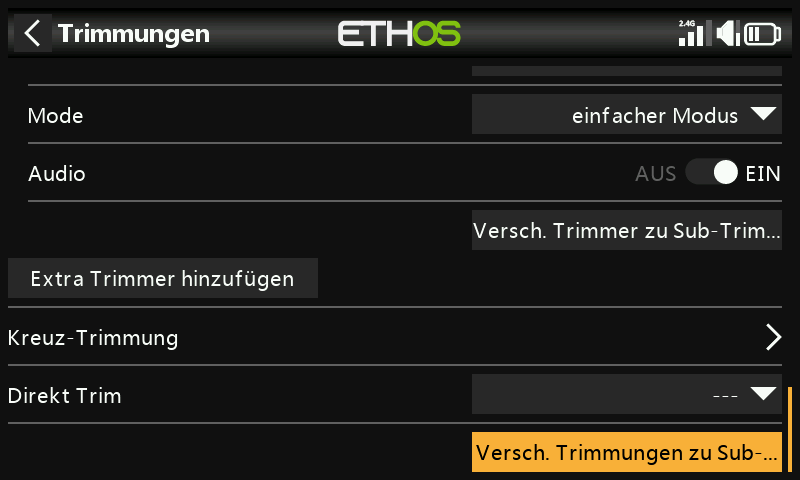 Trimmungen
ETHOS
2.4G
Mode
einfacher Modus
Audio
AUS EIN
Versch. Trimmer zu Sub-Trim...
Extra Trimmer hinzufügen
Kreuz-Trimmung
Direkt Trim
---
Versch. Trimmungen zu Sub-...